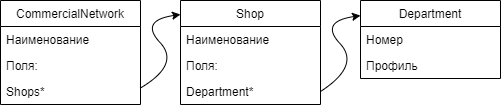 CommercialNetwork
Наименование
Поля:
Shops*
Shop
Наименование
Поля:
Department*
Department
Номер
Профиль